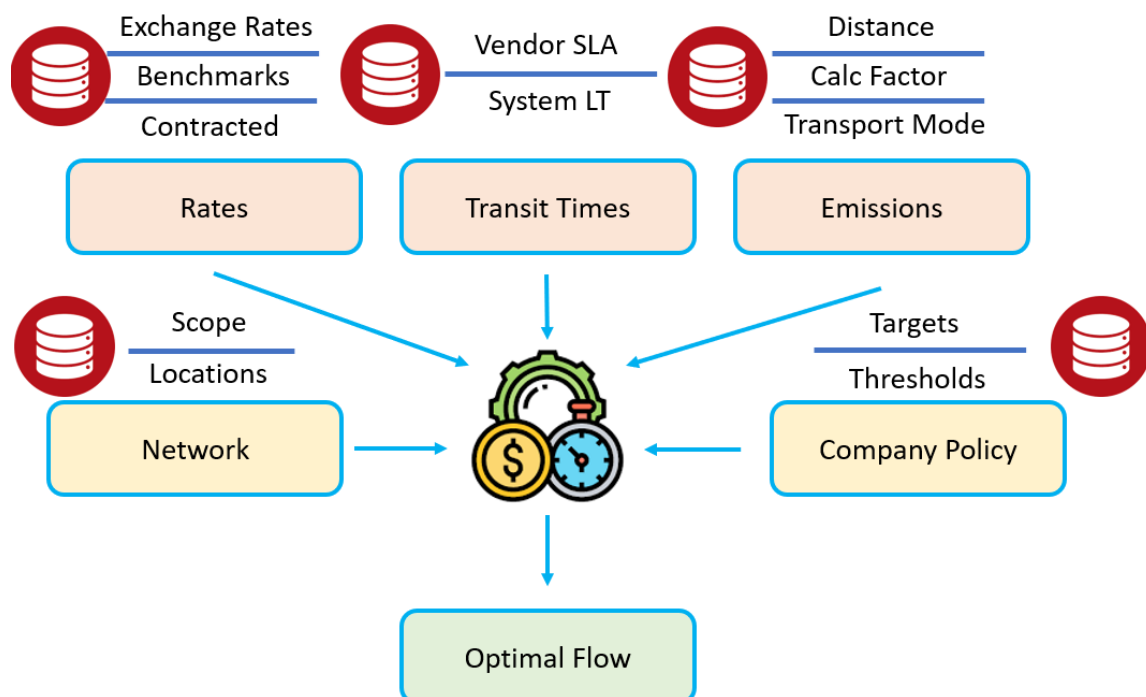 Exchange Rates
Benchmarks
Contracted
Vendor SLA
System LT
Distance
Calc Factor
Transport Mode
Rates
Transit Times
Emissions
Scope
Locations
Targets
Thresholds
Network
$
Company Policy
Optimal Flow